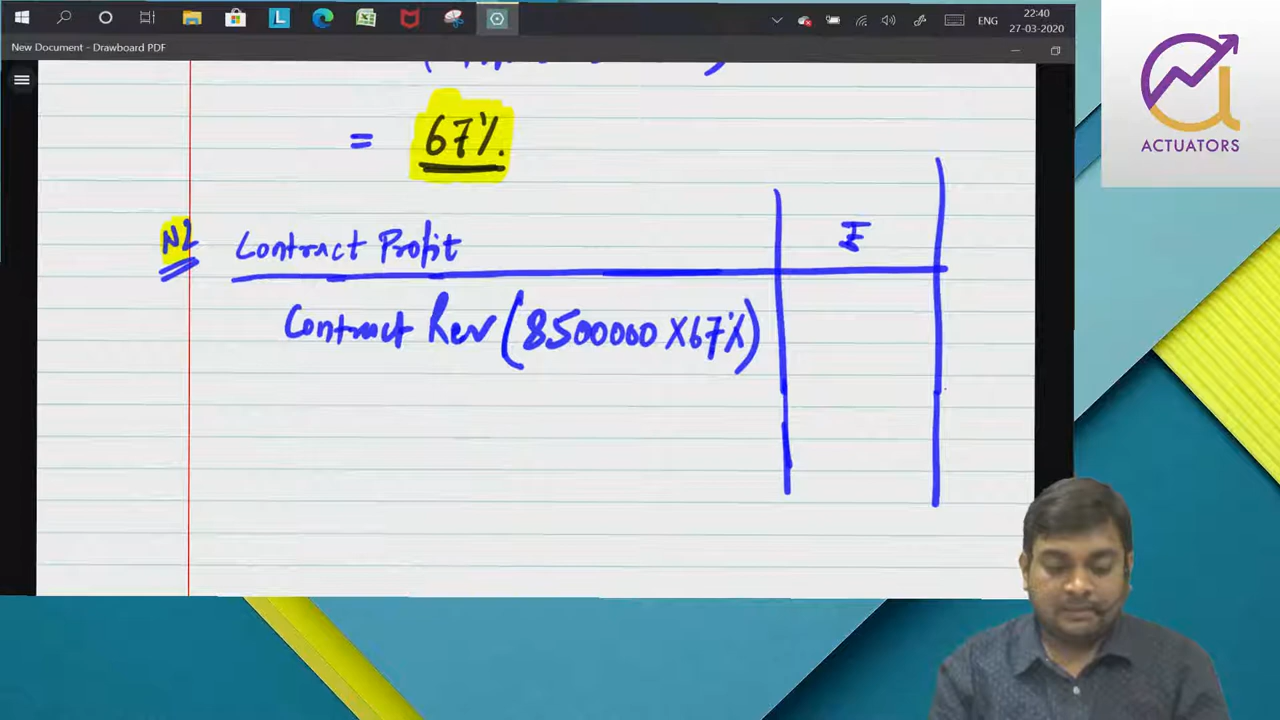 22:40
ENG
27-03-2020
New Document - Drawboard PDF
= 67%.
N2 Contract Profit ₤
Contract Rev (8500000 X 67%)
ACTUATORS